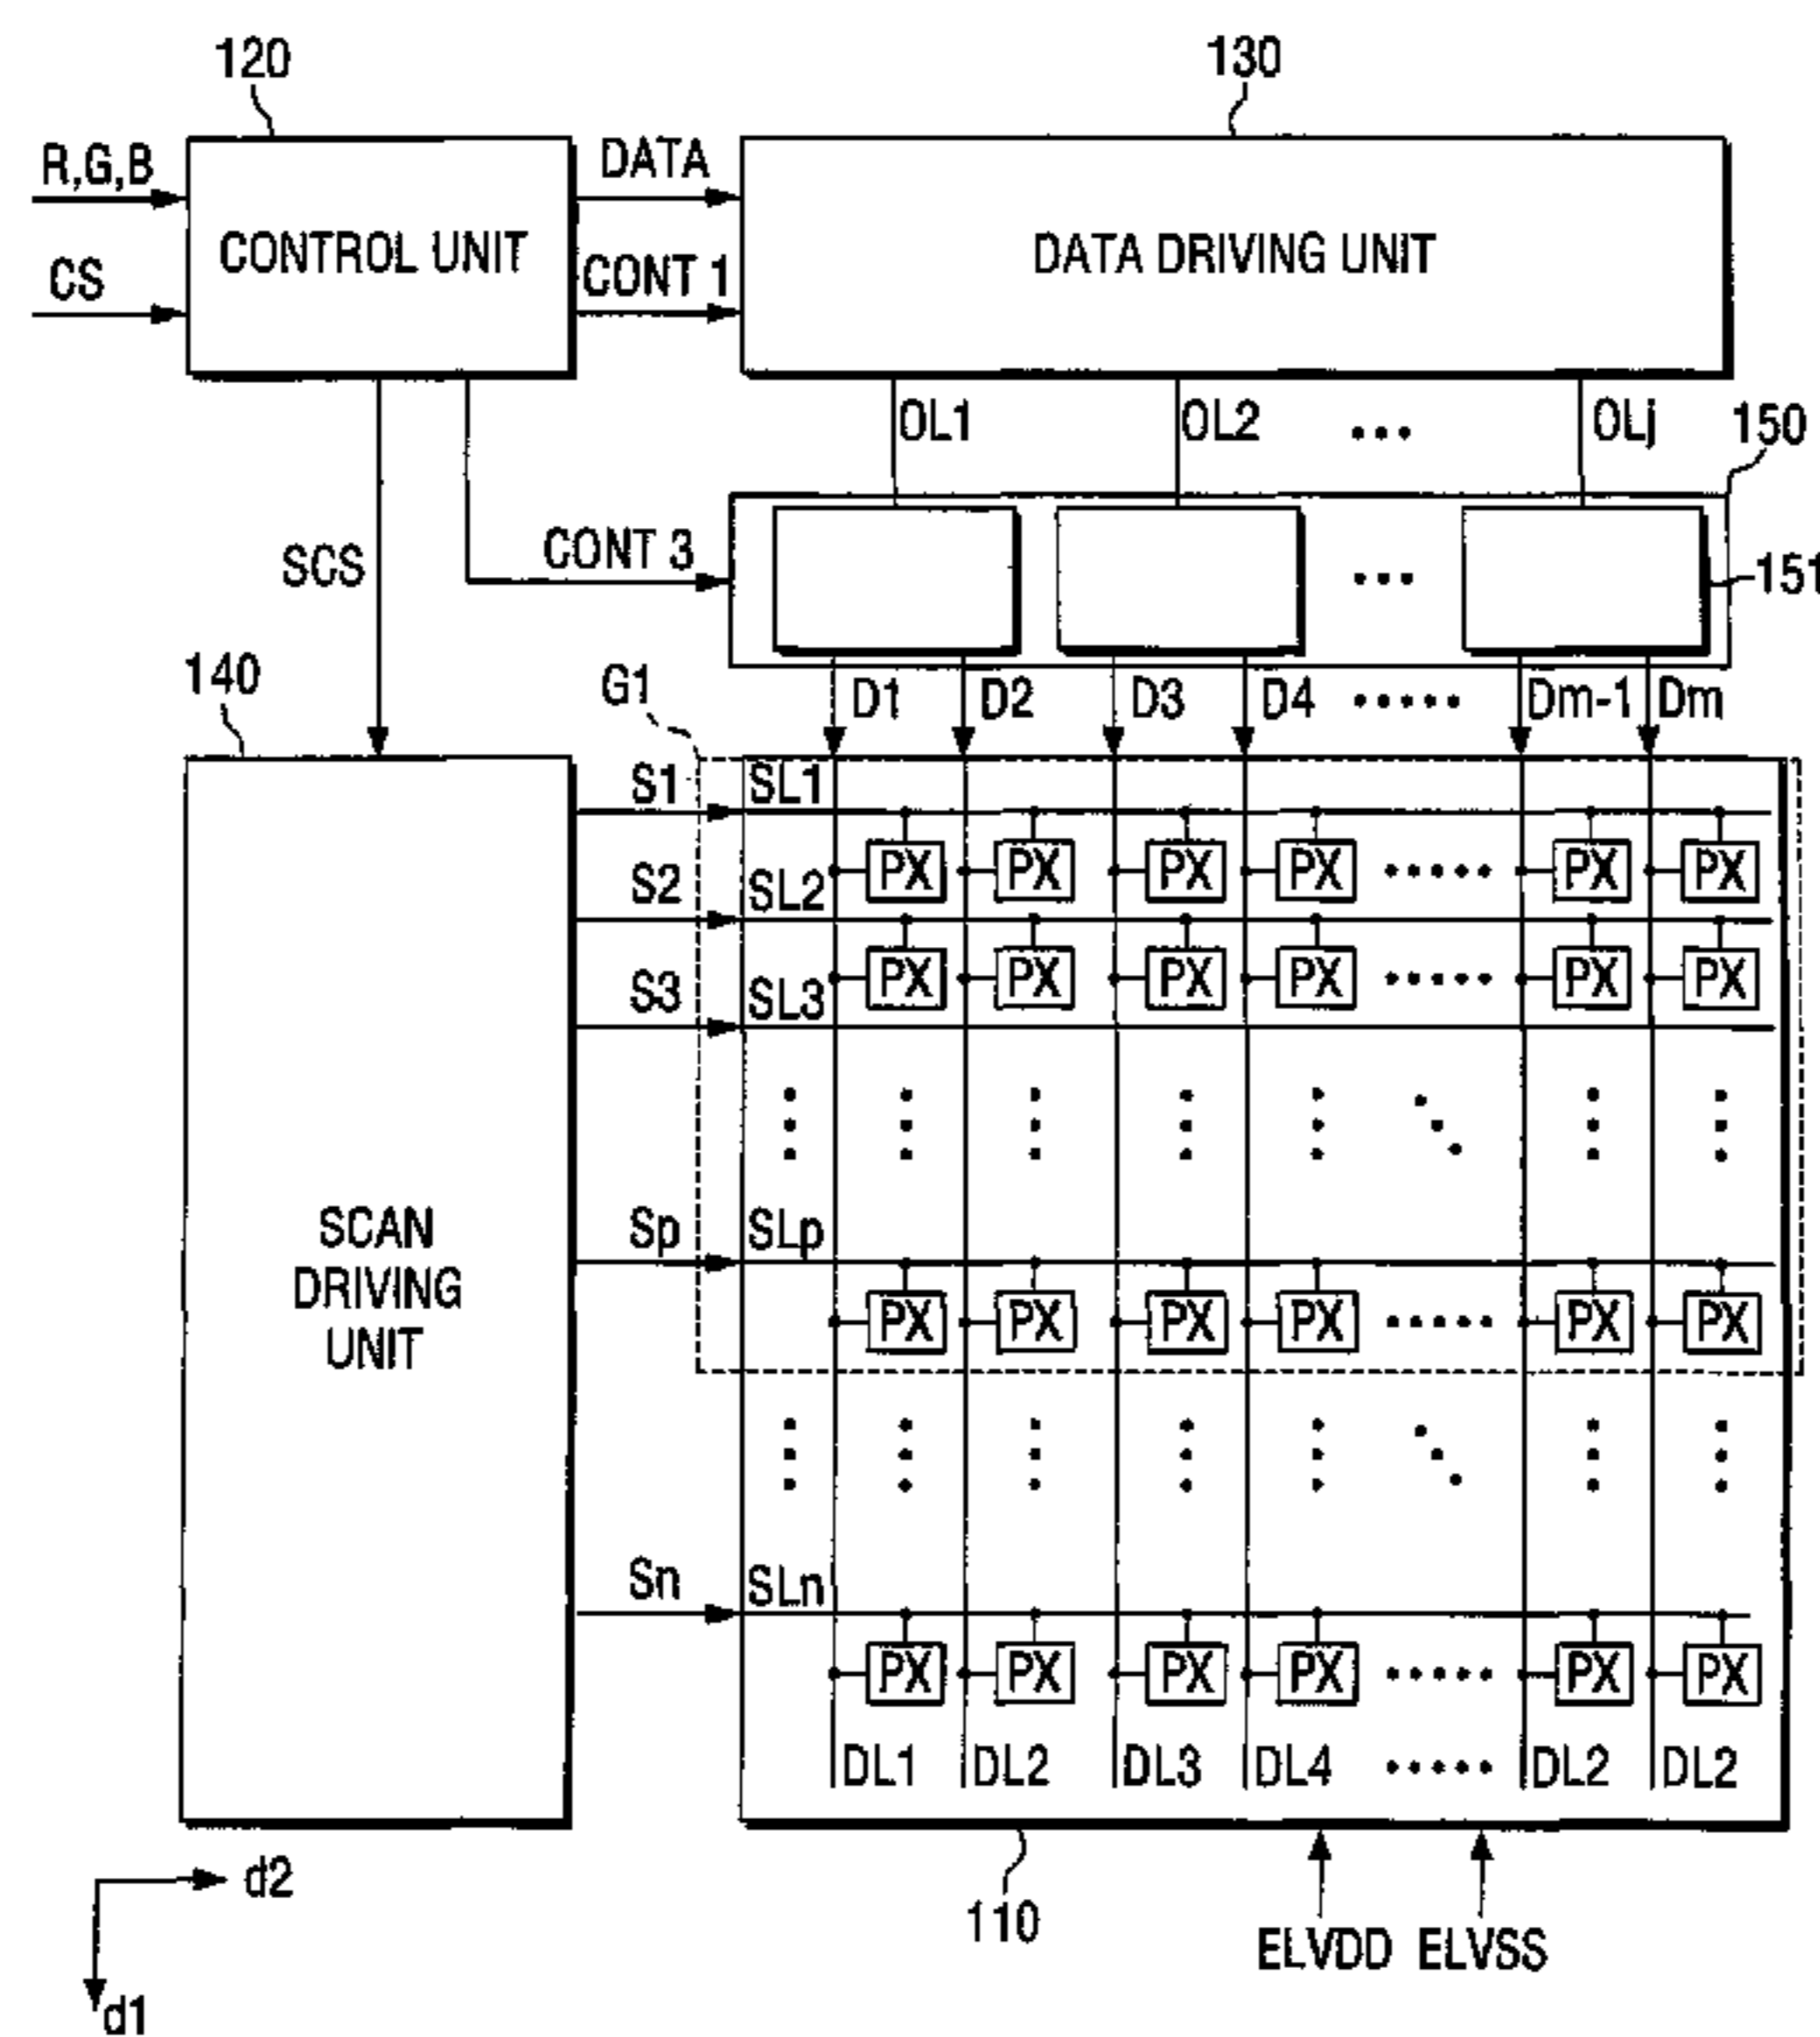 120
130
R,G,B
DATA
CONTROL UNIT
DATA DRIVING UNIT
CS
CONT 1
OL1
OL2
OLj
150
SCS
CONT 3
151
140
G1
D1
D2
D3
D4
Dm-1
Dm
S1
SL1
PX PX PX PX PX PX
S2
SL2
PX PX PX PX PX PX
S3
SL3
SCAN
DRIVING
UNIT
Sp
SLp
PX PX PX PX PX PX
Sn
SLn
PX PX PX PX PX PX
DL1
DL2
DL3
DL4
DL2
DL2
d2
d1
110
ELVDD
ELVSS